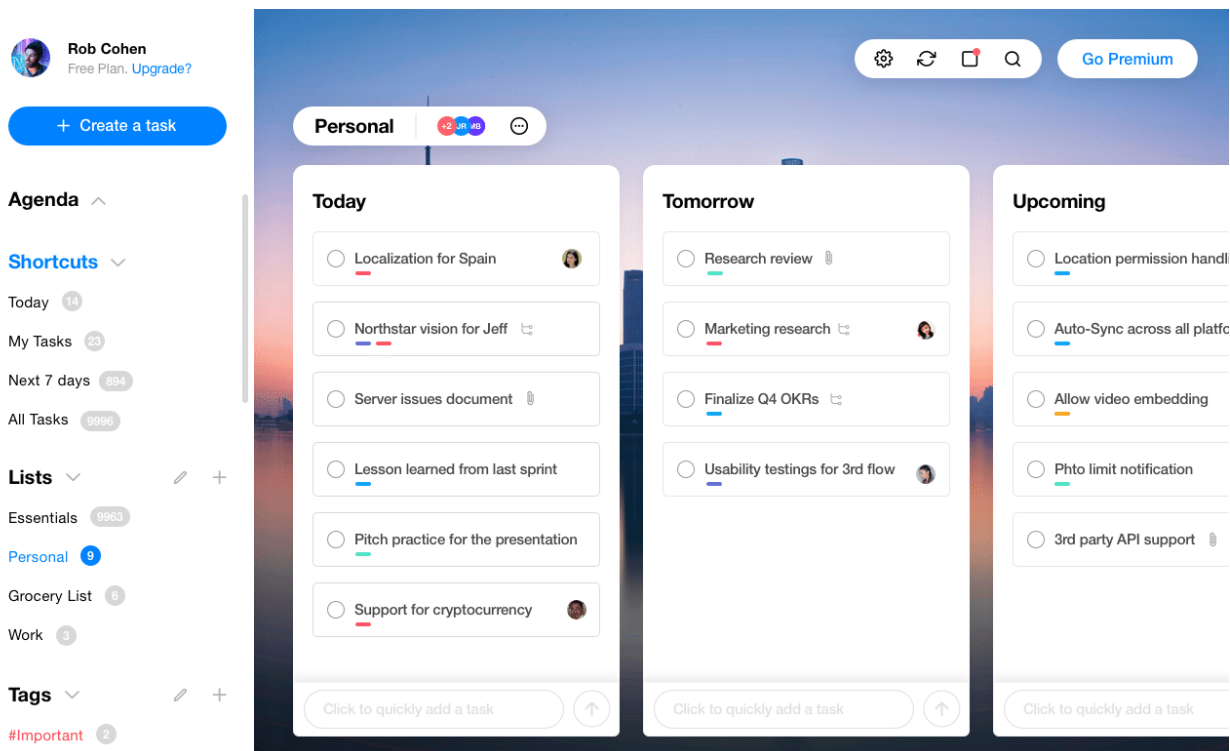 Rob Cohen
Free Plan. Upgrade?
+ Create a task
Agenda
Shortcuts
Today 14
My Tasks 23
Next 7 days 894
All Tasks 9996
Lists
Essentials 9963
Personal 9
Grocery List 6
Work 3
Tags
#Important 2
Go Premium
Personal +2 JR MB
Today
Localization for Spain
Northstar vision for Jeff
Server issues document
Lesson learned from last sprint
Pitch practice for the presentation
Support for cryptocurrency
Click to quickly add a task
Tomorrow
Research review
Marketing research
Finalize Q4 OKRs
Usability testings for 3rd flow
Click to quickly add a task
Upcoming
Location permission handli
Auto-Sync across all platfo
Allow video embedding
Phto limit notification
3rd party API support
Click to quickly add a task